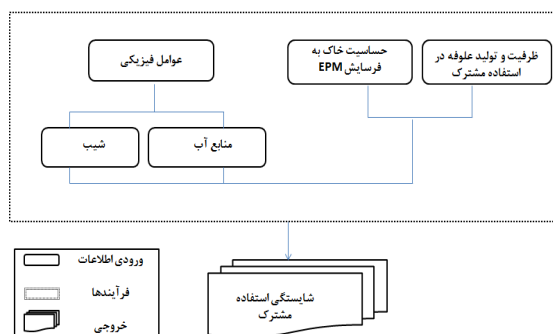 عوامل فیزیکی
حساسیت خاک به
فرسایش EPM
ظرفیت و تولید علوفه در
استفاده مشترک
شیب
منابع آب
ورودی اطلاعات
فرآیندها
خروجی
شایستگی استفاده
مشترک